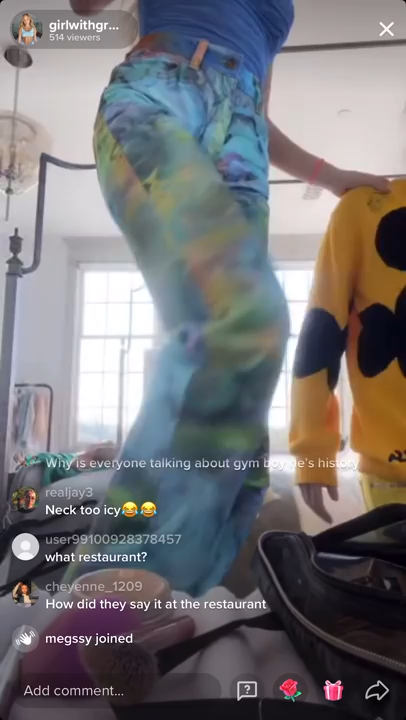 girlwithgr...
514 viewers
Why is everyone talking about gym boy de's history
realjay3
Neck too icy😂😂
user99100928378457
what restaurant?
cheyenne_1209
How did they say it at the restaurant
megssy joined
Add comment...